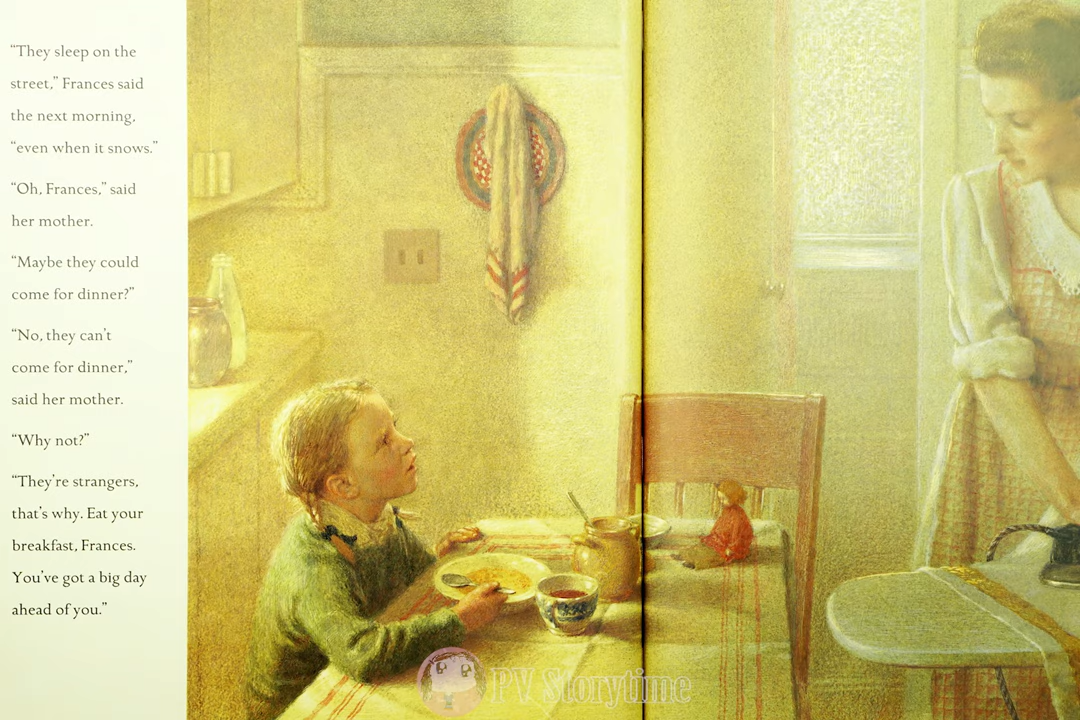 “They sleep on the
street,” Frances said
the next morning,
“even when it snows.”
“Oh, Frances,” said
her mother.
“Maybe they could
come for dinner?”
“No, they can’t
come for dinner,”
said her mother.
“Why not?”
“They’re strangers,
that’s why. Eat your
breakfast, Frances.
You’ve got a big day
ahead of you.”
PV Storytime